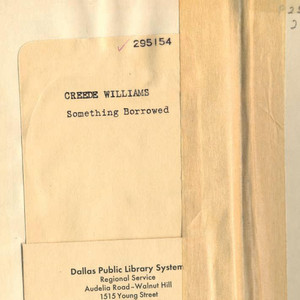 295154
CREEDE WILLIAMS
Something Borrowed
Dallas Public Library System
Regional Service
Audelia Road-Walnut Hill
1515 Young Street